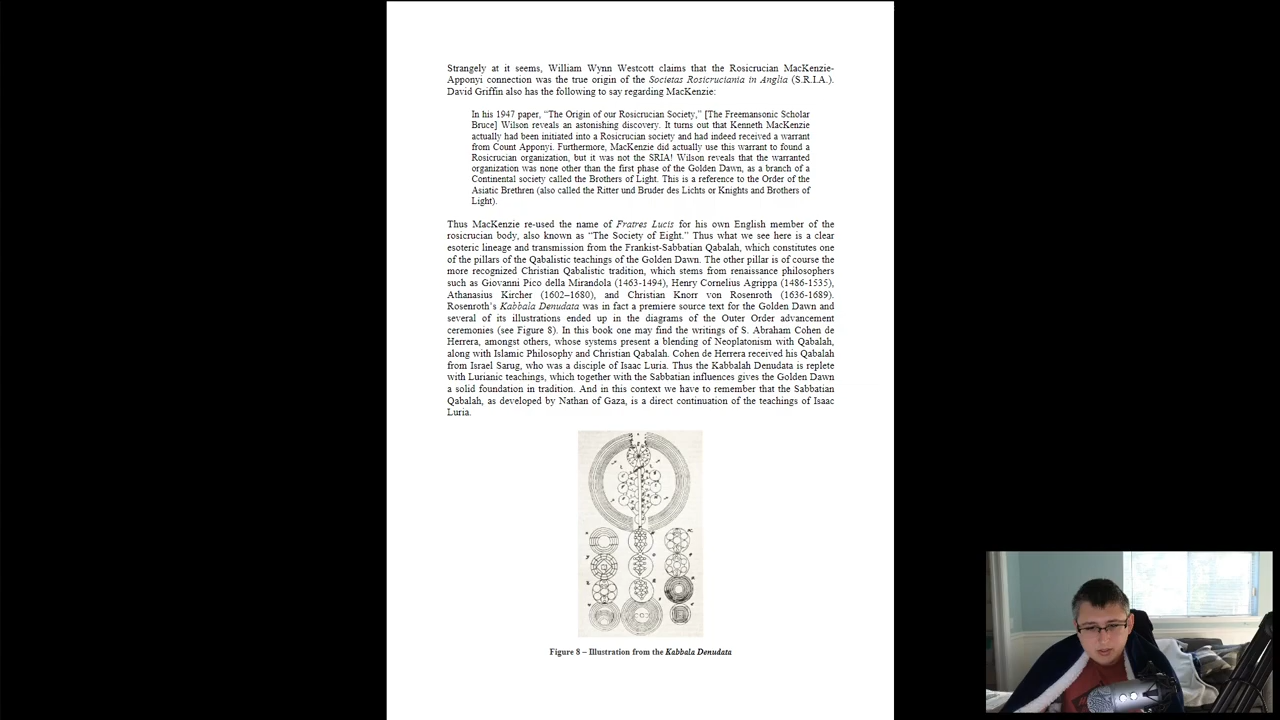 Strangely at it seems, William Wynn Westcott claims that the Rosicrucian MacKenzie-
Apponyi connection was the true origin of the Societas Rosicruciana in Anglia (S.R.I.A.).
David Griffin also has the following to say regarding MacKenzie:
In his 1947 paper, “The Origin of our Rosicrucian Society,” [The Freemansonic Scholar
Bruce] Wilson reveals an astonishing discovery. It turns out that Kenneth MacKenzie
actually had been initiated into a Rosicrucian society and had indeed received a warrant
from Count Apponyi. Furthermore, MacKenzie did actually use this warrant to found a
Rosicrucian organization, but it was not the SRIA! Wilson reveals that the warranted
organization was none other than the first phase of the Golden Dawn, as a branch of a
Continental society called the Brothers of Light. This is a reference to the Order of the
Asiatic Brethren (also called the Ritter und Bruder des Lichts or Knights and Brothers of
Light).
Thus MacKenzie re-used the name of Fratres Lucis for his own English member of the
rosicrucian body, also known as “The Society of Eight.” Thus what we see here is a clear
esoteric lineage and transmission from the Frankist-Sabbatian Qabalah, which constitutes one
of the pillars of the Qabalistic teachings of the Golden Dawn. The other pillar is of course the
more recognized Christian Qabalistic tradition, which stems from renaissance philosophers
such as Giovanni Pico della Mirandola (1463-1494), Henry Cornelius Agrippa (1486-1535),
Athanasius Kircher (1602–1680), and Christian Knorr von Rosenroth (1636-1689).
Rosenroth’s Kabbala Denudata was in fact a premiere source text for the Golden Dawn and
several of its illustrations ended up in the diagrams of the Outer Order advancement
ceremonies (see Figure 8). In this book one may find the writings of S. Abraham Cohen de
Herrera, amongst others, whose systems present a blending of Neoplatonism with Qabalah,
along with Islamic Philosophy and Christian Qabalah. Cohen de Herrera received his Qabalah
from Israel Sarug, who was a disciple of Isaac Luria. Thus the Kabbalah Denudata is replete
with Lurianic teachings, which together with the Sabbatian influences gives the Golden Dawn
a solid foundation in tradition. And in this context we have to remember that the Sabbatian
Qabalah, as developed by Nathan of Gaza, is a direct continuation of the teachings of Isaac
Luria.
Figure 8 – Illustration from the Kabbala Denudata